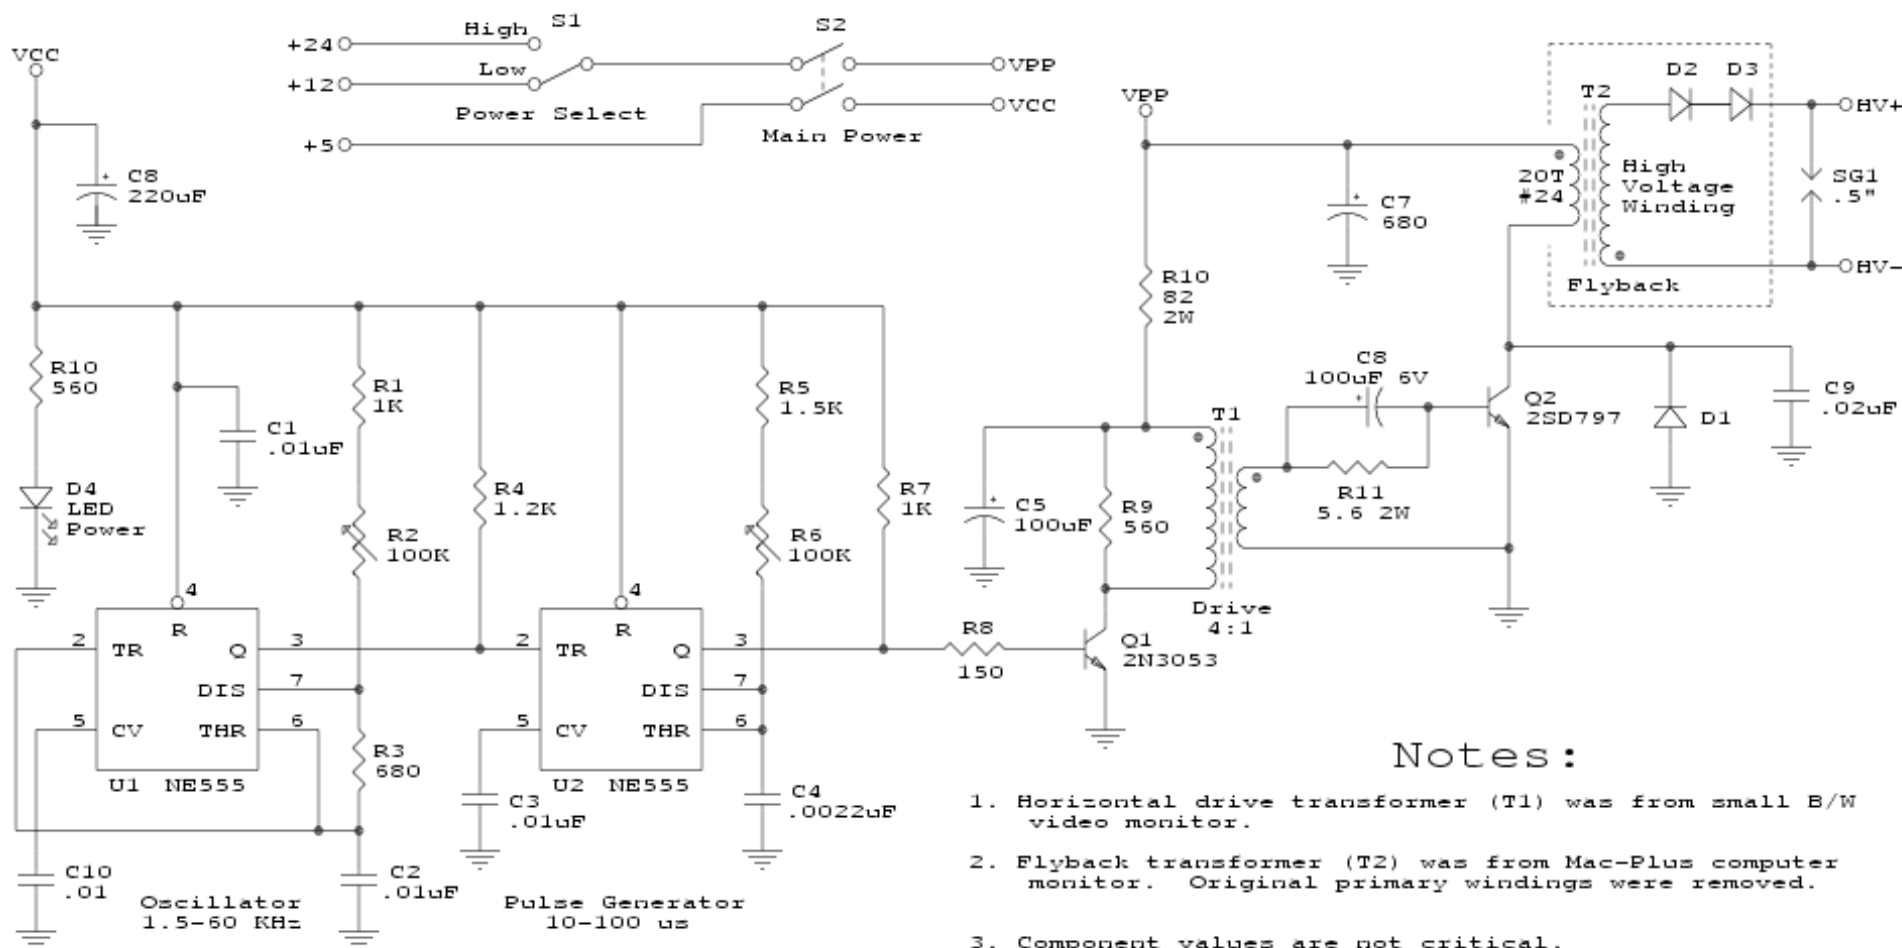 VCC
+24
High
S1
+12
Low
Power Select
+5
S2
VPP
VCC
Main Power
C8
+
220uF
R10
560
D4
LED
Power
C1
.01uF
R1
1K
R2
100K
R4
1.2K
R5
1.5K
R6
100K
R7
1K
4
R
2
TR
Q
3
DIS
7
5
CV
THR
6
U1
NE555
R3
680
C10
.01
Oscillator
1.5-60 KHz
C2
.01uF
4
R
2
TR
Q
3
DIS
7
5
CV
THR
6
U2
NE555
C3
.01uF
C4
.0022uF
Pulse Generator
10-100 us
R8
150
Q1
2N3053
VPP
R10
82
2W
C5
+
100uF
R9
560
T1
Drive
4:1
C7
+
680
C8
100uF 6V
+
R11
5.6 2W
Q2
2SD797
D1
C9
.02uF
T2
20T
#24
High
Voltage
Winding
Flyback
D2
D3
HV+
SG1
.5"
HV-
Notes:
1. Horizontal drive transformer (T1) was from small B/W
video monitor.
2. Flyback transformer (T2) was from Mac-Plus computer
monitor. Original primary windings were removed.
3. Component values are not critical.